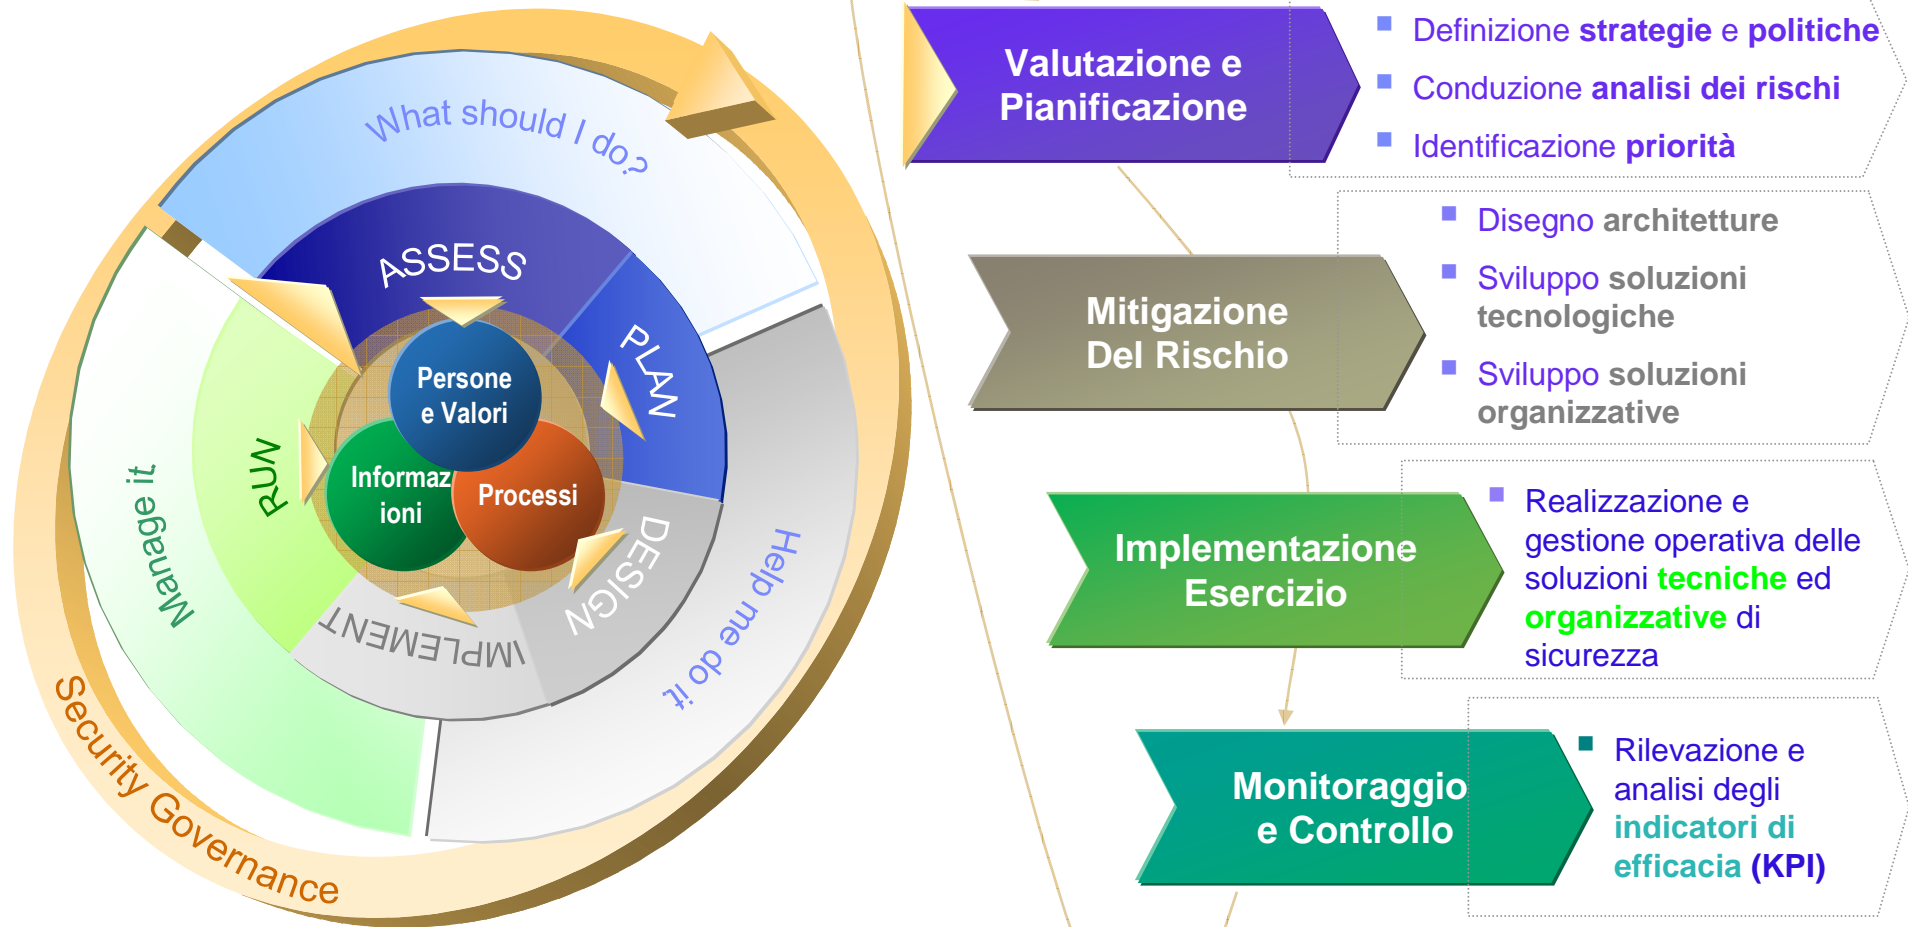 What should I do?
ASSESS
PLAN
Persone
e Valori
Informaz
ioni
Processi
RUN
Manage it
DESIGN
IMPLEMENT
Help me do it
Security Governance
Valutazione e
Pianificazione
Definizione strategie e politiche
Conduzione analisi dei rischi
Identificazione priorità
Mitigazione
Del Rischio
Disegno architetture
Sviluppo soluzioni
tecnologiche
Sviluppo soluzioni
organizzative
Implementazione
Esercizio
Realizzazione e
gestione operativa delle
soluzioni tecniche ed
organizzative di
sicurezza
Monitoraggio
e Controllo
Rilevazione e
analisi degli
indicatori di
efficacia (KPI)